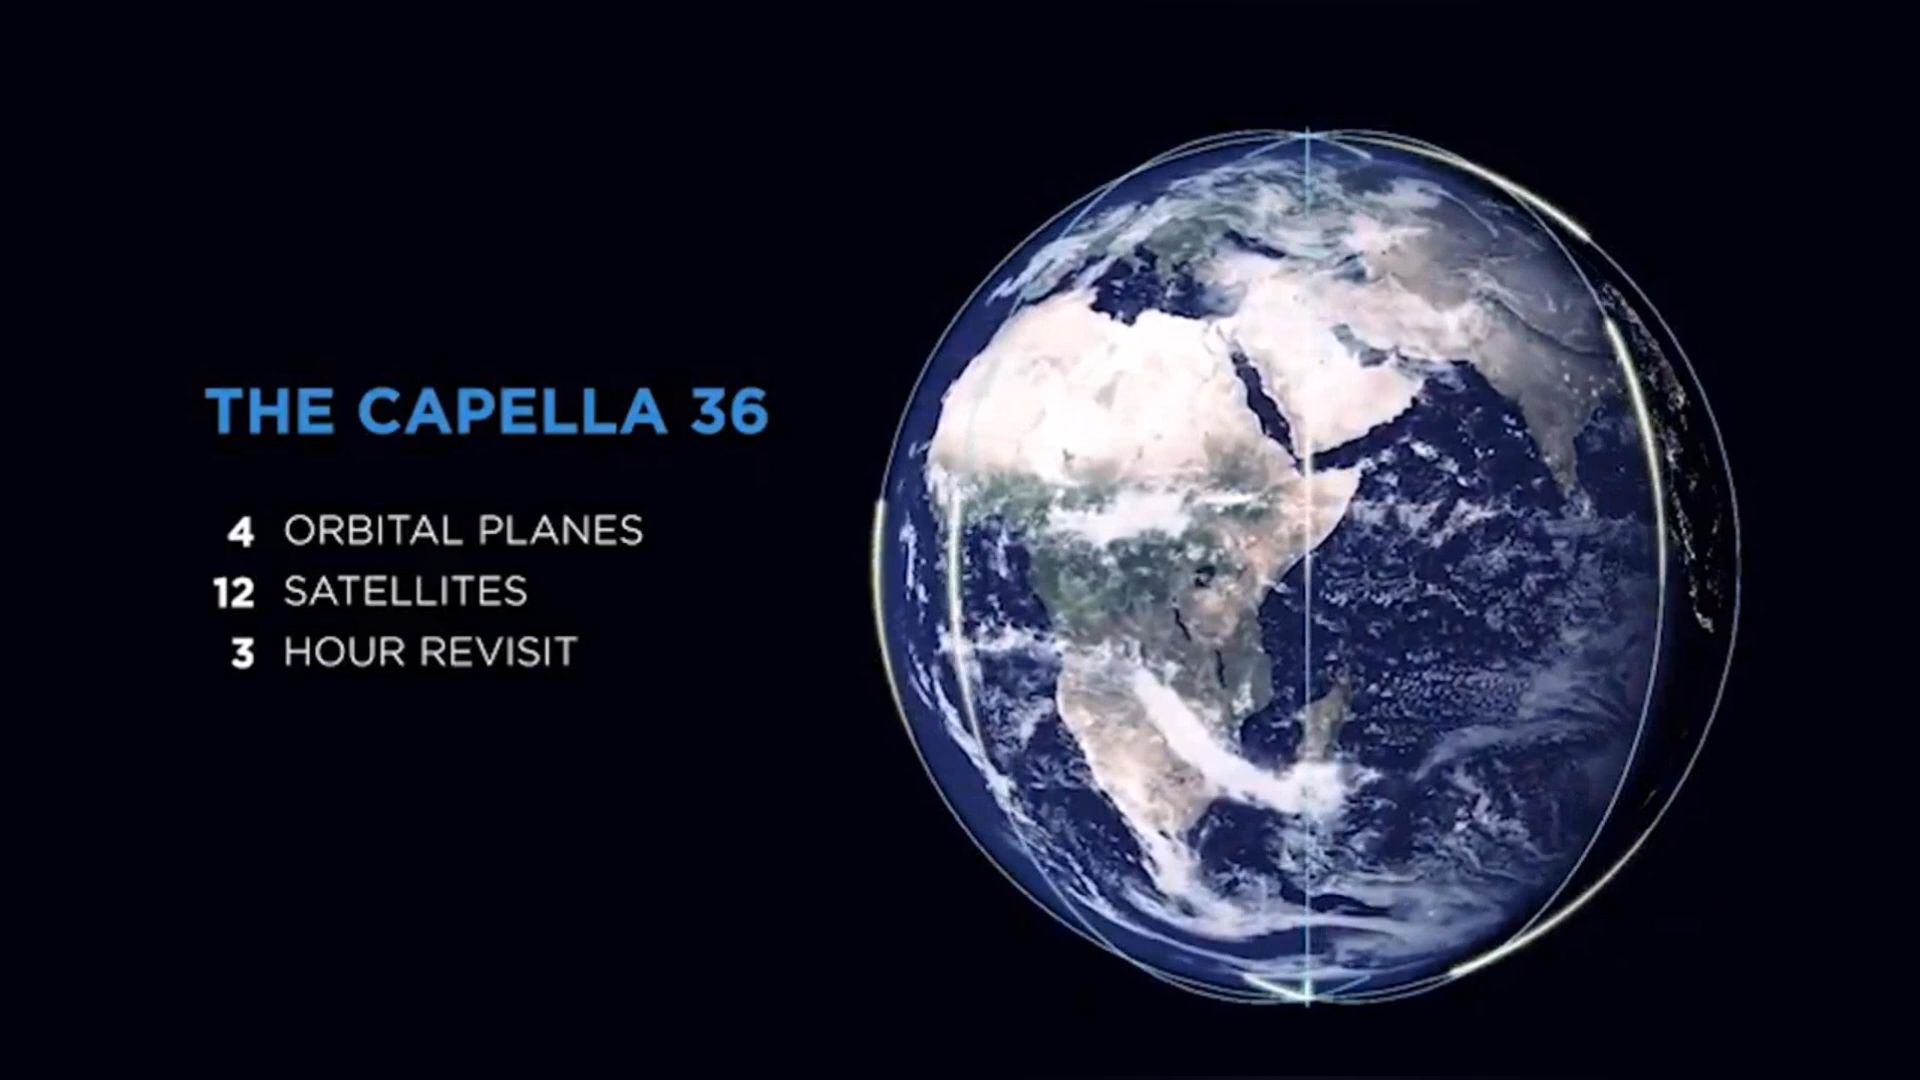 THE CAPELLA 36
4 ORBITAL PLANES
12 SATELLITES
3 HOUR REVISIT